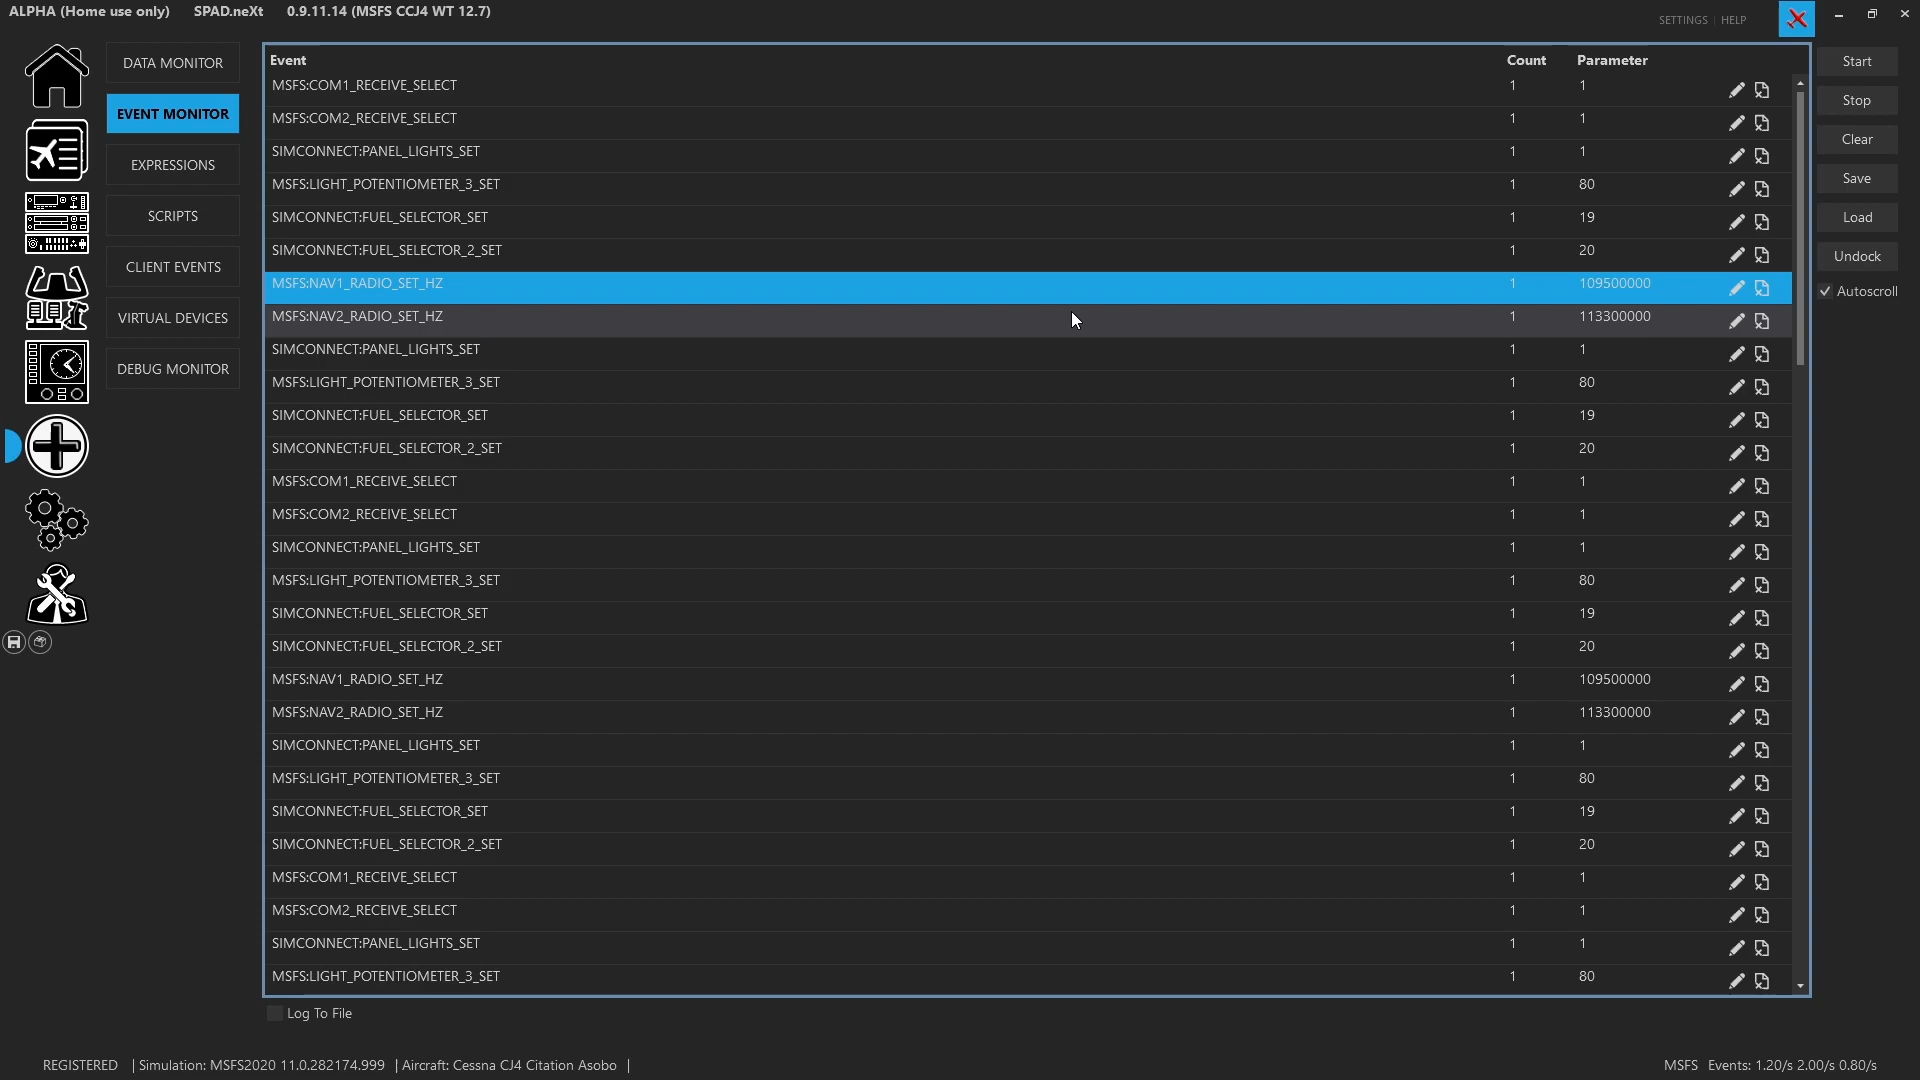 ALPHA (Home use only) SPAD.neXt 0.9.11.14 (MSFS CCJ4 WT 12.7)
SETTINGS | HELP
DATA MONITOR
EVENT MONITOR
EXPRESSIONS
SCRIPTS
CLIENT EVENTS
VIRTUAL DEVICES
DEBUG MONITOR
Event Count Parameter
MSFS:COM1_RECEIVE_SELECT 1 1
MSFS:COM2_RECEIVE_SELECT 1 1
SIMCONNECT:PANEL_LIGHTS_SET 1 1
MSFS:LIGHT_POTENTIOMETER_3_SET 1 80
SIMCONNECT:FUEL_SELECTOR_SET 1 19
SIMCONNECT:FUEL_SELECTOR_2_SET 1 20
MSFS:NAV1_RADIO_SET_HZ 1 109500000
MSFS:NAV2_RADIO_SET_HZ 1 113300000
SIMCONNECT:PANEL_LIGHTS_SET 1 1
MSFS:LIGHT_POTENTIOMETER_3_SET 1 80
SIMCONNECT:FUEL_SELECTOR_SET 1 19
SIMCONNECT:FUEL_SELECTOR_2_SET 1 20
MSFS:COM1_RECEIVE_SELECT 1 1
MSFS:COM2_RECEIVE_SELECT 1 1
SIMCONNECT:PANEL_LIGHTS_SET 1 1
MSFS:LIGHT_POTENTIOMETER_3_SET 1 80
SIMCONNECT:FUEL_SELECTOR_SET 1 19
SIMCONNECT:FUEL_SELECTOR_2_SET 1 20
MSFS:NAV1_RADIO_SET_HZ 1 109500000
MSFS:NAV2_RADIO_SET_HZ 1 113300000
SIMCONNECT:PANEL_LIGHTS_SET 1 1
MSFS:LIGHT_POTENTIOMETER_3_SET 1 80
SIMCONNECT:FUEL_SELECTOR_SET 1 19
SIMCONNECT:FUEL_SELECTOR_2_SET 1 20
MSFS:COM1_RECEIVE_SELECT 1 1
MSFS:COM2_RECEIVE_SELECT 1 1
SIMCONNECT:PANEL_LIGHTS_SET 1 1
MSFS:LIGHT_POTENTIOMETER_3_SET 1 80
Start
Stop
Clear
Save
Load
Undock
Autoscroll
Log To File
REGISTERED | Simulation: MSFS2020 11.0.282174.999 | Aircraft: Cessna CJ4 Citation Asobo |
MSFS Events: 1.20/s 2.00/s 0.80/s